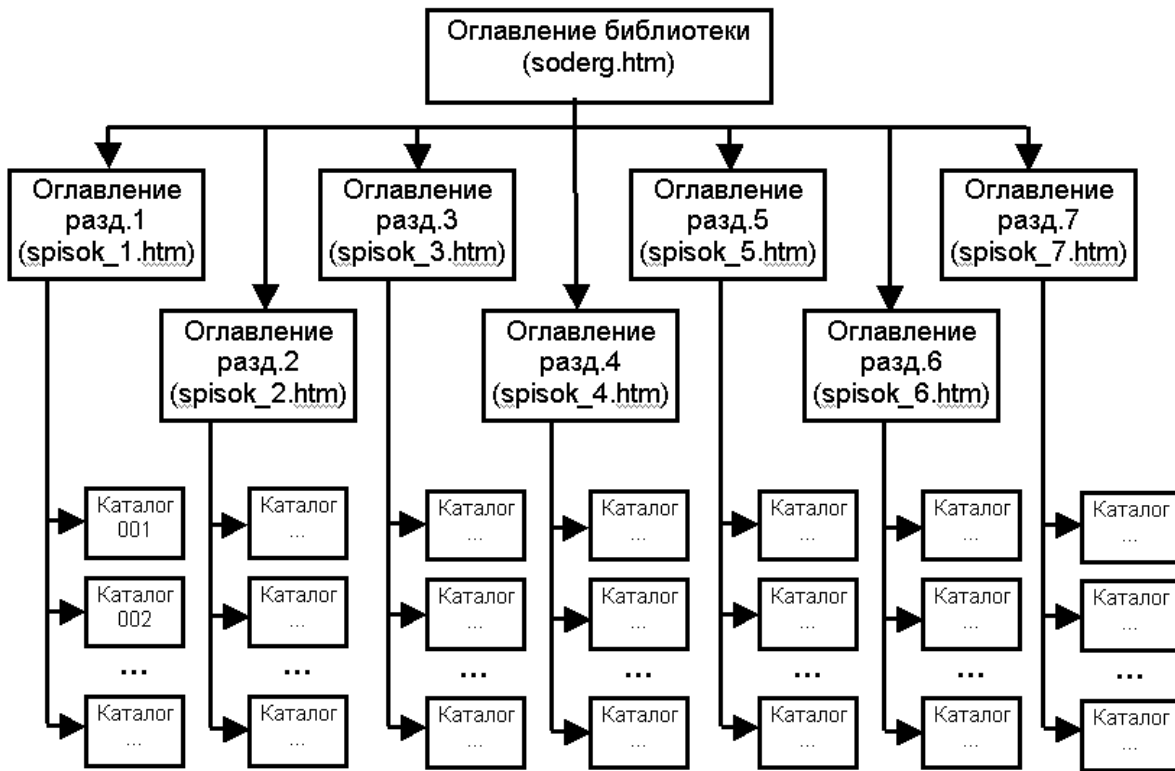 Оглавление библиотеки
(soderg.htm)
Оглавление
разд.1
(spisok_1.htm)
Оглавление
разд.3
(spisok_3.htm)
Оглавление
разд.5
(spisok_5.htm)
Оглавление
разд.7
(spisok_7.htm)
Оглавление
разд.2
(spisok_2.htm)
Оглавление
разд.4
(spisok_4.htm)
Оглавление
разд.6
(spisok_6.htm)
Каталог
001
Каталог
...
Каталог
...
Каталог
...
Каталог
...
Каталог
...
Каталог
...
Каталог
002
Каталог
...
Каталог
...
Каталог
...
Каталог
...
Каталог
...
Каталог
...
... ... ... ... ... ... ...
Каталог
...
Каталог
...
Каталог
...
Каталог
...
Каталог
...
Каталог
...
Каталог
...